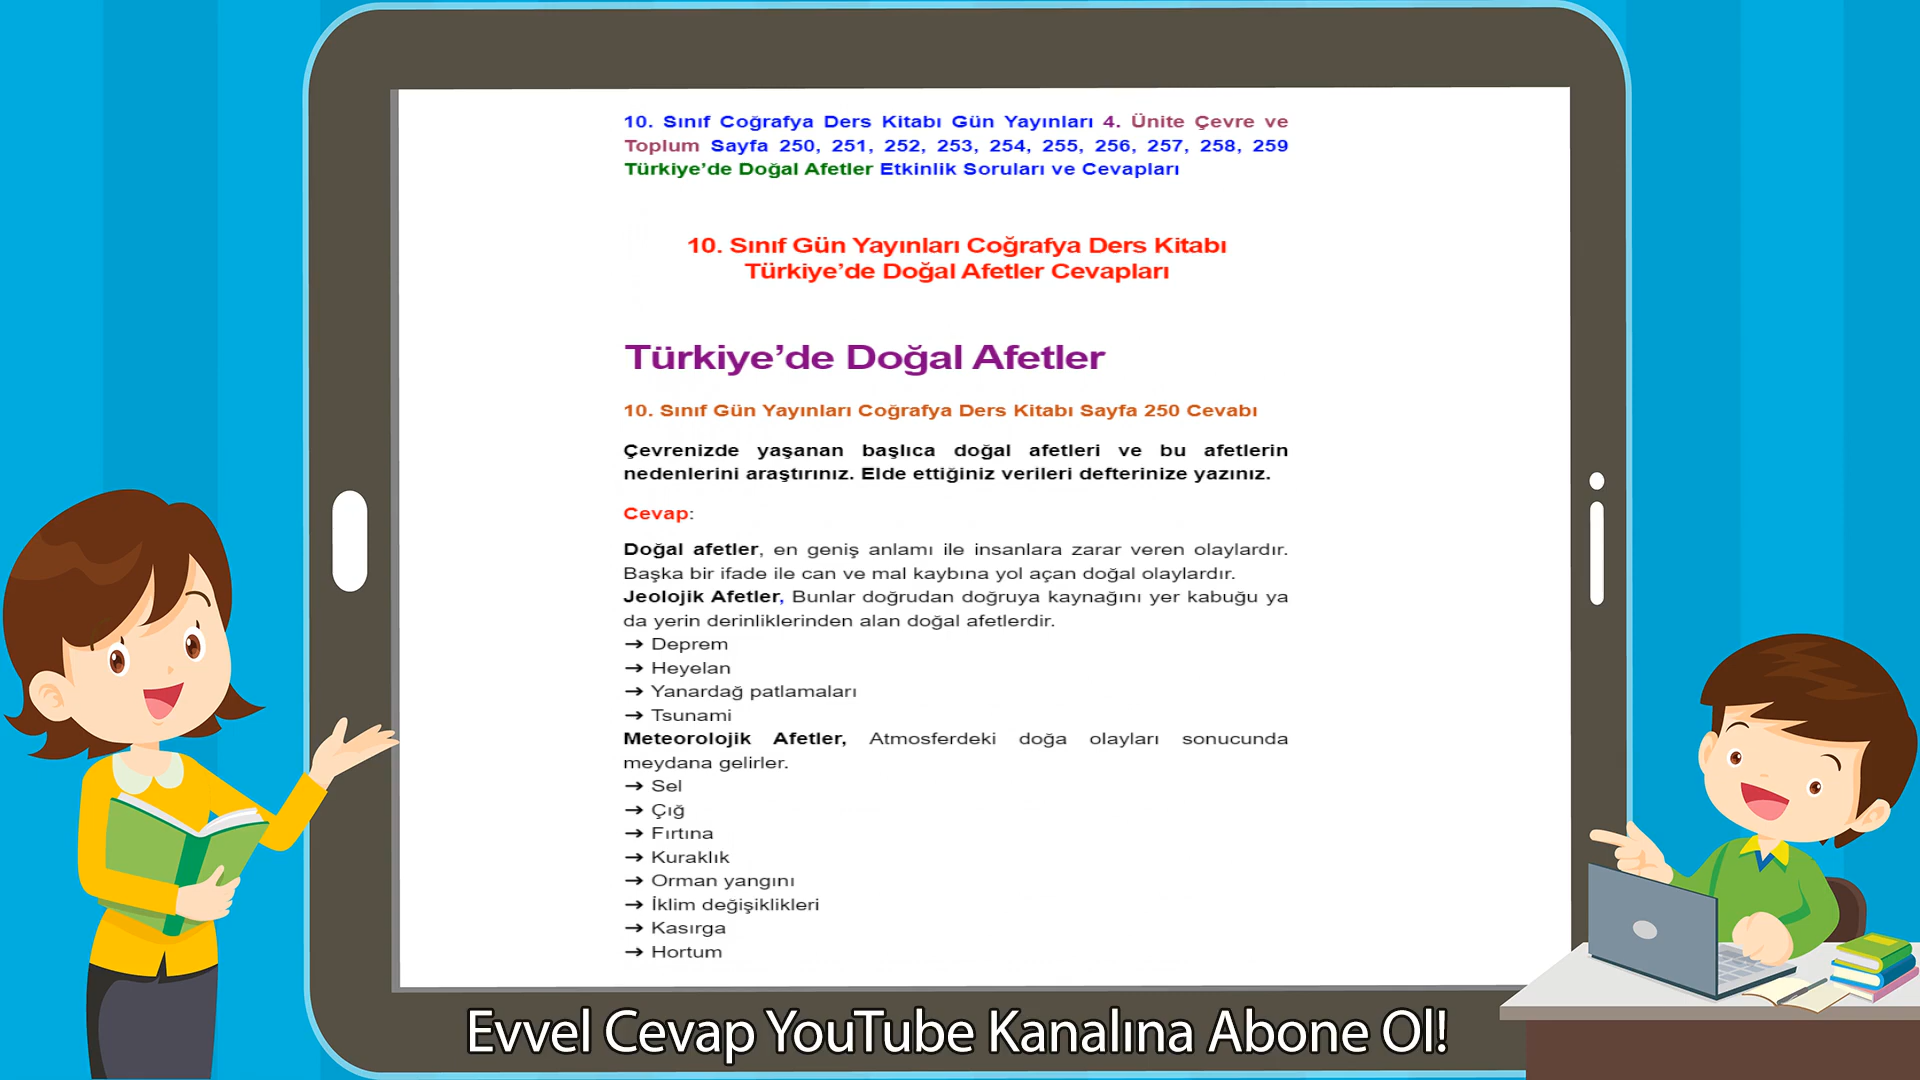 10. Sınıf Coğrafya Ders Kitabı Gün Yayınları 4. Ünite Çevre ve
Toplum Sayfa 250, 251, 252, 253, 254, 255, 256, 257, 258, 259
Türkiye’de Doğal Afetler Etkinlik Soruları ve Cevapları
10. Sınıf Gün Yayınları Coğrafya Ders Kitabı
Türkiye’de Doğal Afetler Cevapları
Türkiye’de Doğal Afetler
10. Sınıf Gün Yayınları Coğrafya Ders Kitabı Sayfa 250 Cevabı
Çevrenizde yaşanan başlıca doğal afetleri ve bu afetlerin
nedenlerini araştırınız. Elde ettiğiniz verileri defterinize yazınız.
Cevap:
Doğal afetler, en geniş anlamı ile insanlara zarar veren olaylardır.
Başka bir ifade ile can ve mal kaybına yol açan doğal olaylardır.
Jeolojik Afetler, Bunlar doğrudan doğruya kaynağını yer kabuğu ya
da yerin derinliklerinden alan doğal afetlerdir.
→ Deprem
→ Heyelan
→ Yanardağ patlamaları
→ Tsunami
Meteorolojik Afetler, Atmosferdeki doğa olayları sonucunda
meydana gelirler.
→ Sel
→ Çığ
→ Fırtına
→ Kuraklık
→ Orman yangını
→ İklim değişiklikleri
→ Kasırga
→ Hortum
Evvel Cevap YouTube Kanalına Abone Ol!